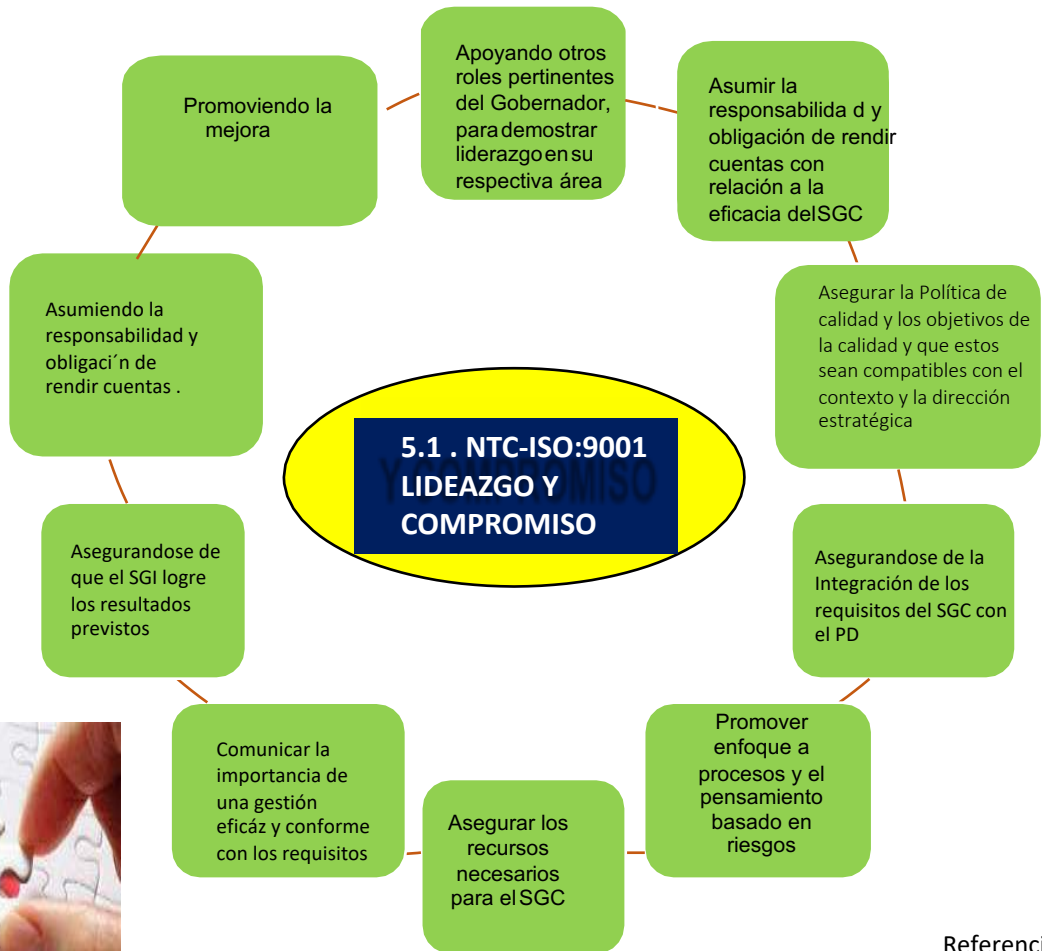 Apoyando otros
roles pertinentes
del Gobernador,
para demostrar
liderazgo en su
respectiva área
Asumir la
responsabilida d y
obligación de rendir
cuentas con
relación a la
eficacia del SGC
Asegurar la Política de
calidad y los objetivos de
la calidad y que estos
sean compatibles con el
contexto y la dirección
estratégica
Asegurandose de la
Integración de los
requisitos del SGC con
el PD
Promover
enfoque a
procesos y el
pensamiento
basado en
riesgos
Asegurar los
recursos
necesarios
para el SGC
Comunicar la
importancia de
una gestión
eficáz y conforme
con los requisitos
Asegurandose de
que el SGI logre
los resultados
previstos
Asumiendo la
responsabilidad y
obligaci´n de
rendir cuentas .
Promoviendo la
mejora
5.1 . NTC-ISO:9001
LIDEAZGO Y
COMPROMISO
Y COMPROMISO